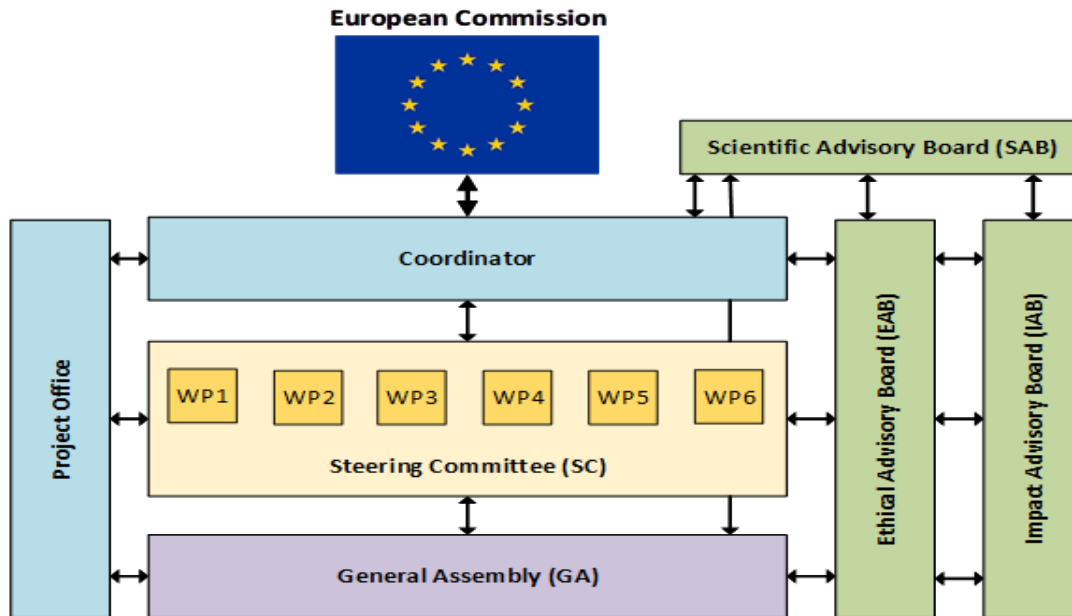 European Commission
Scientific Advisory Board (SAB)
Coordinator
Project Office
WP1
WP2
WP3
WP4
WP5
WP6
Steering Committee (SC)
General Assembly (GA)
Ethical Advisory Board (EAB)
Impact Advisory Board (IAB)